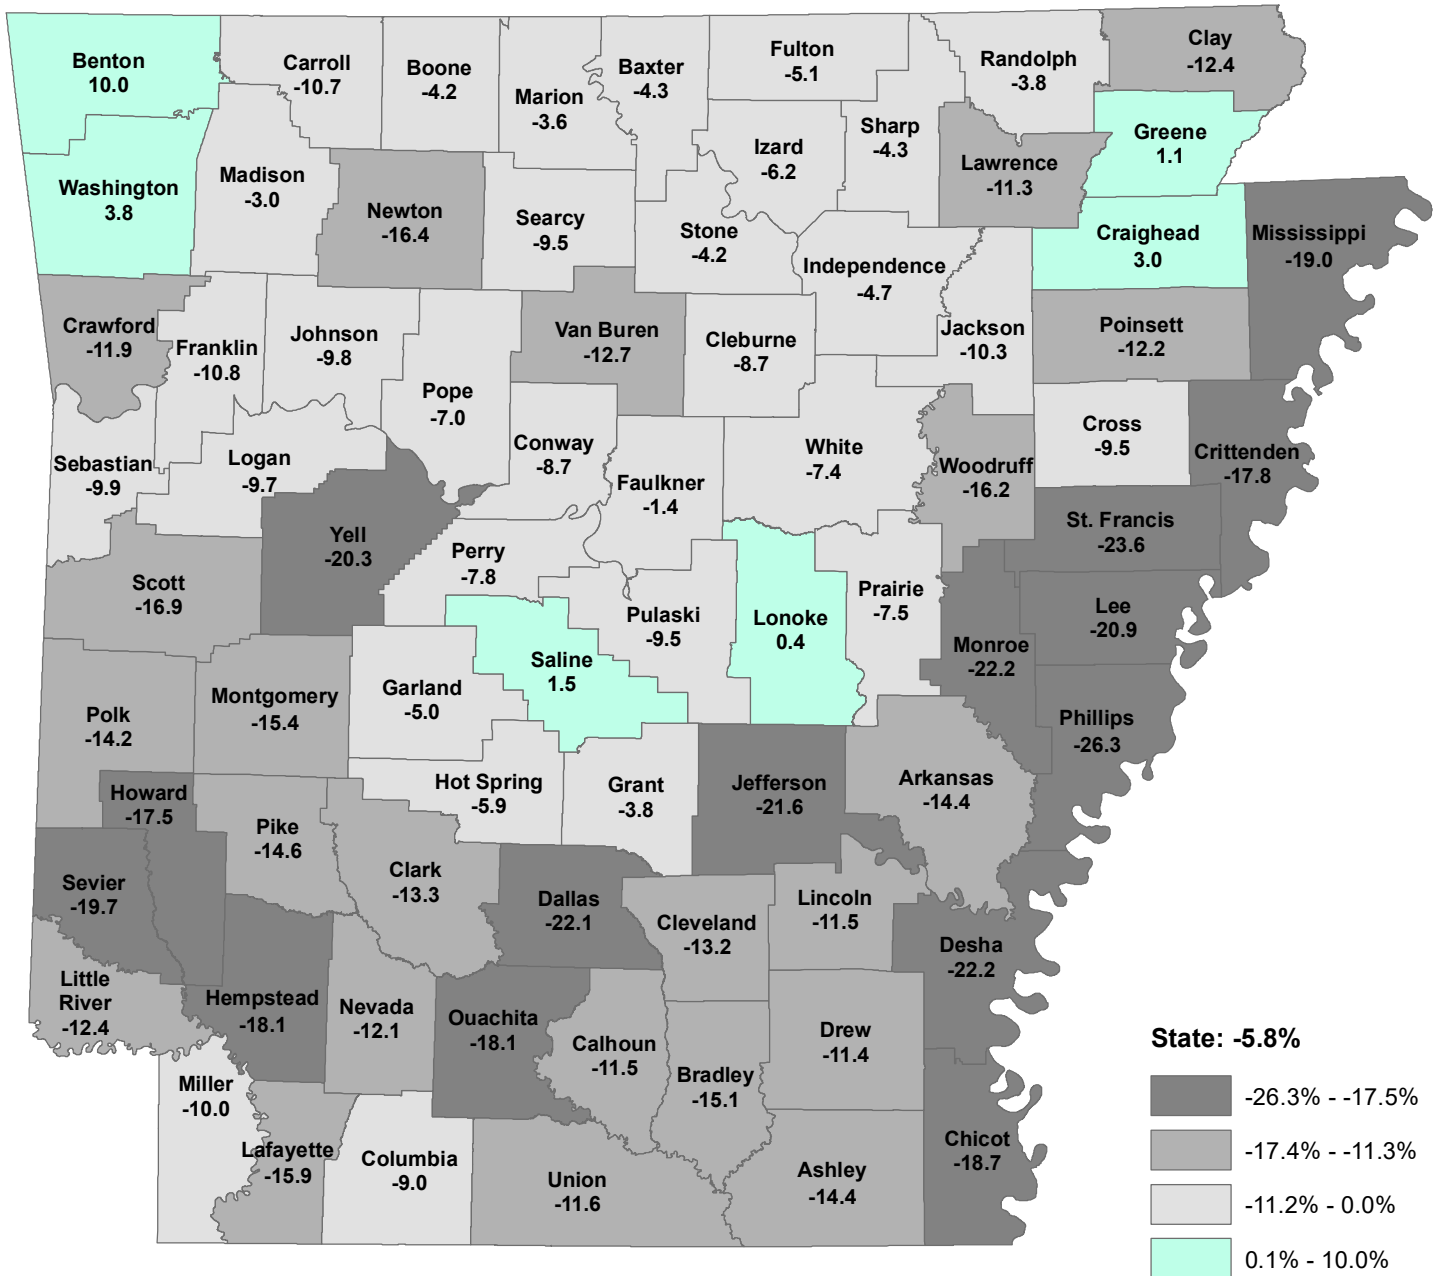 Benton
10.0
Carroll
-10.7
Boone
-4.2
Marion
-3.6
Baxter
-4.3
Fulton
-5.1
Randolph
-3.8
Clay
-12.4
Washington
3.8
Madison
-3.0
Newton
-16.4
Searcy
-9.5
Stone
-4.2
Izard
-6.2
Sharp
-4.3
Lawrence
-11.3
Greene
1.1
Craighead
3.0
Mississippi
-19.0
Independence
-4.7
Crawford
-11.9
Franklin
-10.8
Johnson
-9.8
Pope
-7.0
Van Buren
-12.7
Cleburne
-8.7
Jackson
-10.3
Poinsett
-12.2
Sebastian
-9.9
Logan
-9.7
Conway
-8.7
Faulkner
-1.4
White
-7.4
Woodruff
-16.2
Cross
-9.5
Crittenden
-17.8
Yell
-20.3
Perry
-7.8
St. Francis
-23.6
Scott
-16.9
Pulaski
-9.5
Lonoke
0.4
Prairie
-7.5
Lee
-20.9
Monroe
-22.2
Saline
1.5
Garland
-5.0
Montgomery
-15.4
Polk
-14.2
Phillips
-26.3
Howard
-17.5
Hot Spring
-5.9
Grant
-3.8
Jefferson
-21.6
Arkansas
-14.4
Pike
-14.6
Clark
-13.3
Sevier
-19.7
Dallas
-22.1
Cleveland
-13.2
Lincoln
-11.5
Desha
-22.2
Little
River
-12.4
Hempstead
-18.1
Nevada
-12.1
Ouachita
-18.1
Calhoun
-11.5
Drew
-11.4
Bradley
-15.1
Miller
-10.0
Lafayette
-15.9
Columbia
-9.0
Union
-11.6
Ashley
-14.4
Chicot
-18.7
State: -5.8%
-26.3% - -17.5%
-17.4% - -11.3%
-11.2% - 0.0%
0.1% - 10.0%